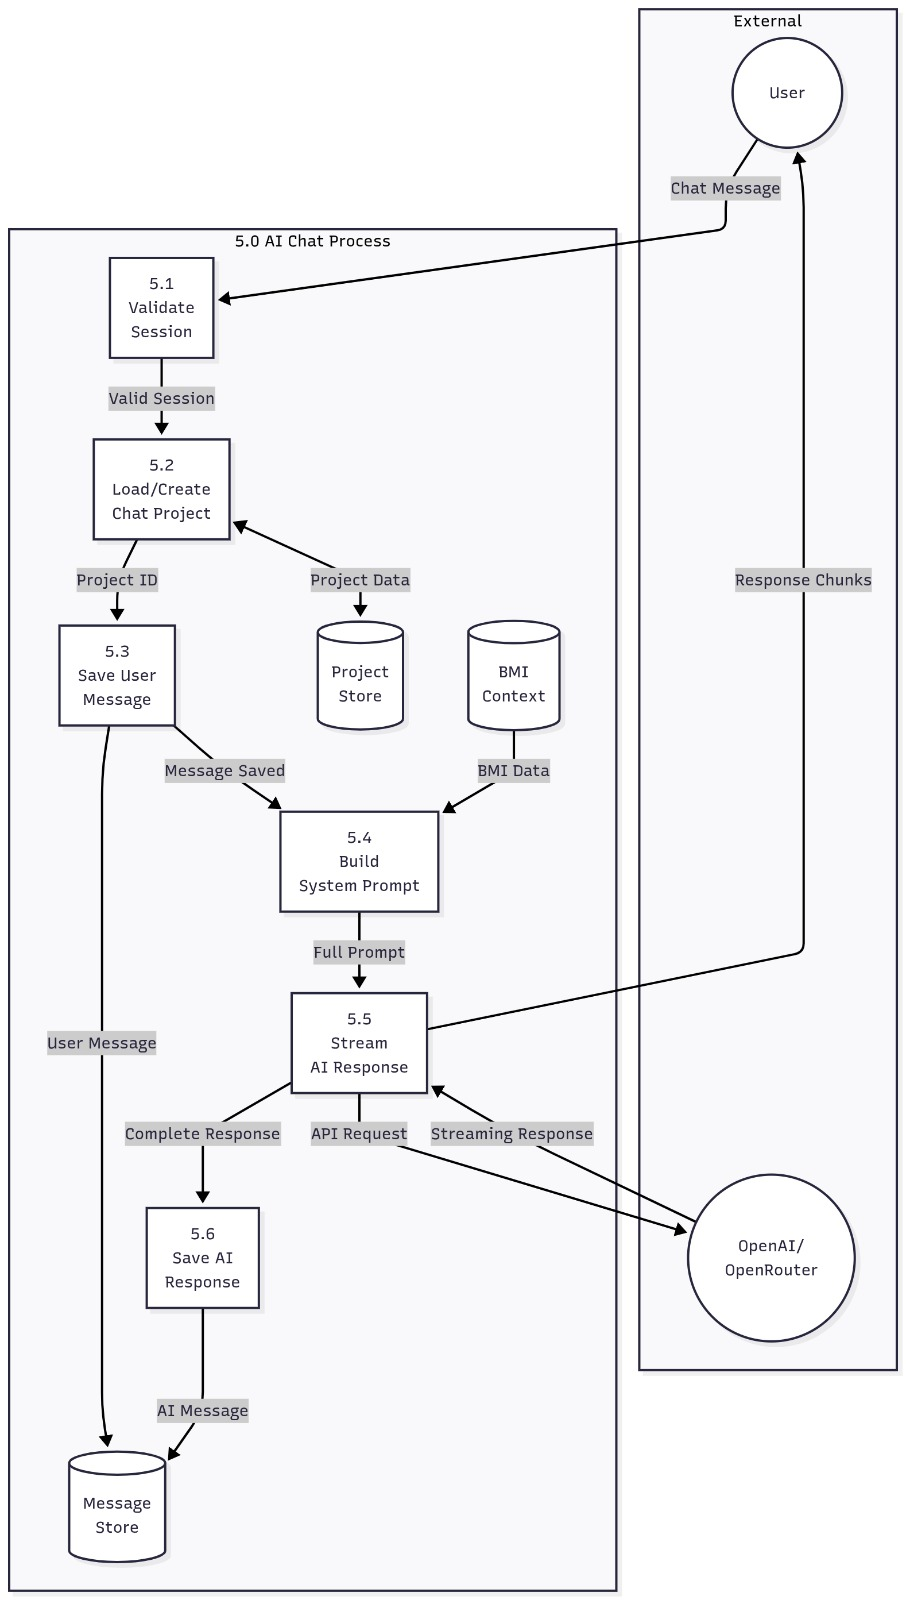 External
User
Chat Message
5.0 AI Chat Process
5.1
Validate
Session
Valid Session
5.2
Load/Create
Chat Project
Project ID
Project Data
Response Chunks
5.3
Save User
Message
Project
Store
BMI
Context
Message Saved
BMI Data
5.4
Build
System Prompt
Full Prompt
5.5
Stream
AI Response
User Message
Complete Response
API Request
Streaming Response
5.6
Save AI
Response
OpenAI/
OpenRouter
AI Message
Message
Store